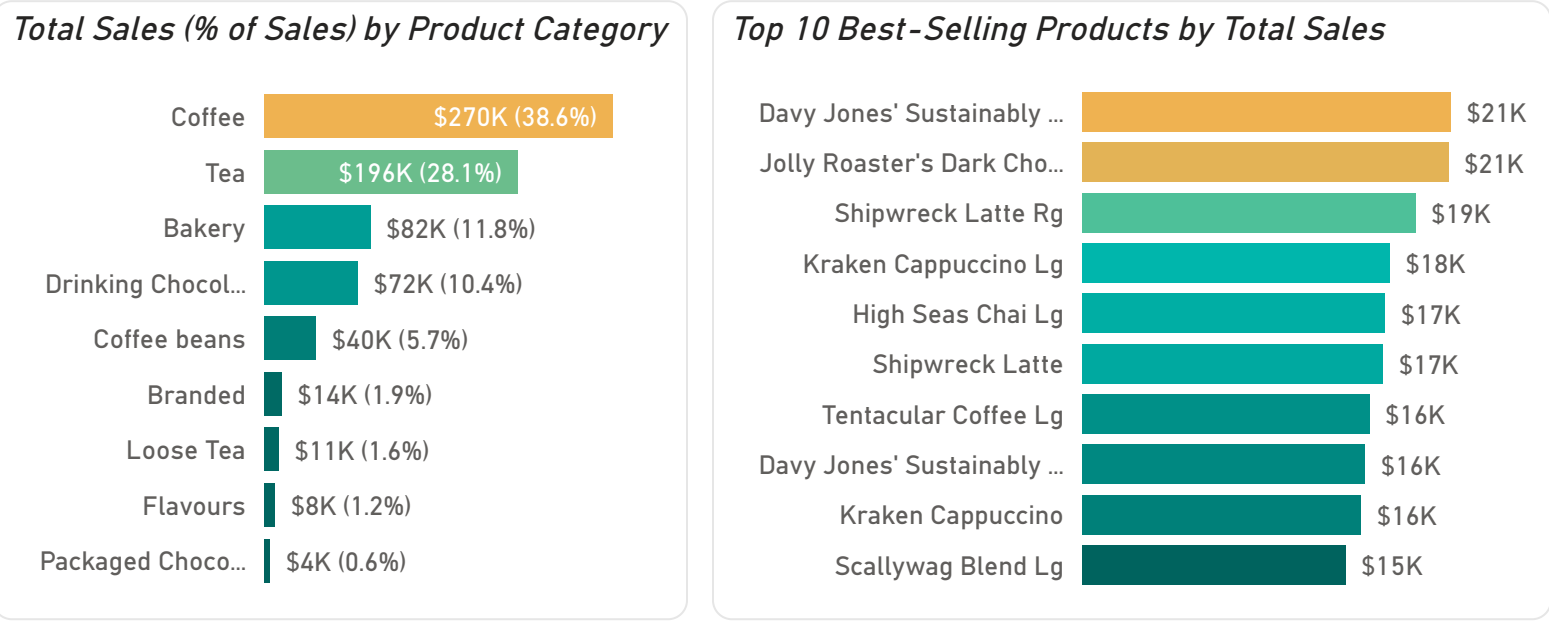 Total Sales (% of Sales) by Product Category
Coffee $270K (38.6%)
Tea $196K (28.1%)
Bakery $82K (11.8%)
Drinking Chocol... $72K (10.4%)
Coffee beans $40K (5.7%)
Branded $14K (1.9%)
Loose Tea $11K (1.6%)
Flavours $8K (1.2%)
Packaged Choco... $4K (0.6%)
Top 10 Best-Selling Products by Total Sales
Davy Jones' Sustainably ... $21K
Jolly Roaster's Dark Cho... $21K
Shipwreck Latte Rg $19K
Kraken Cappuccino Lg $18K
High Seas Chai Lg $17K
Shipwreck Latte $17K
Tentacular Coffee Lg $16K
Davy Jones' Sustainably ... $16K
Kraken Cappuccino $16K
Scallywag Blend Lg $15K